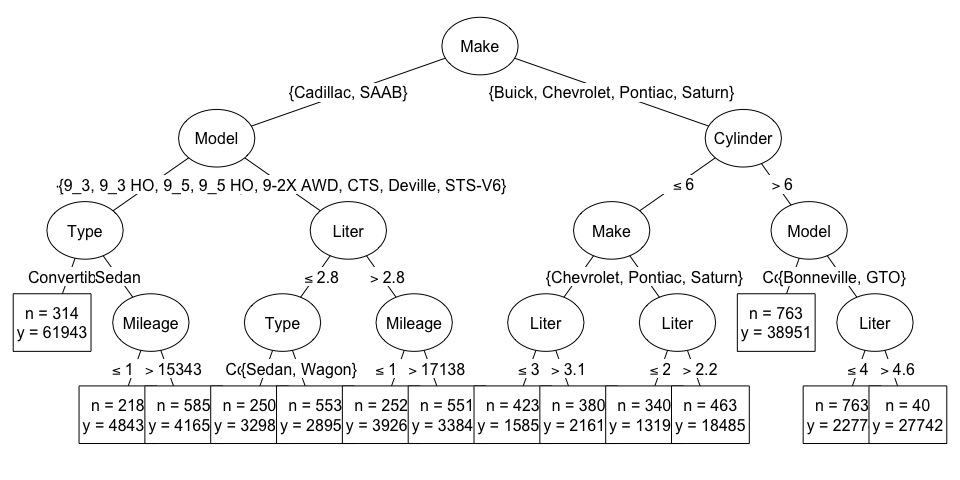 Make
{Cadillac, SAAB}
{Buick, Chevrolet, Pontiac, Saturn}
Model
Cylinder
{9_3, 9_3 HO, 9_5, 9_5 HO, 9-2X AWD, CTS, Deville, STS-V6}
≤ 6
> 6
Type
Liter
Make
Model
Convertib
Sedan
≤ 2.8
> 2.8
{Chevrolet, Pontiac, Saturn}
{Bonneville, GTO}
n = 314
y = 61943
Mileage
Type
Mileage
Liter
Liter
n = 763
y = 38951
Liter
≤ 1
> 15343
{Sedan, Wagon}
≤ 1
> 17138
≤ 3
> 3.1
≤ 2
> 2.2
≤ 4
> 4.6
n = 218
y = 4843
n = 585
y = 4165
n = 250
y = 3298
n = 553
y = 2895
n = 252
y = 3926
n = 551
y = 3384
n = 423
y = 1585
n = 380
y = 2161
n = 340
y = 1319
n = 463
y = 18485
n = 763
y = 2277
n = 40
y = 27742